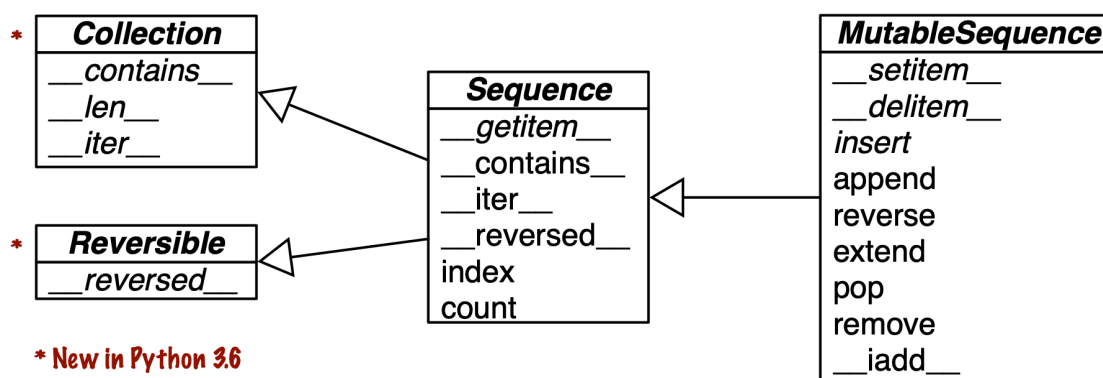 *
Collection
__contains__
__len__
__iter__
*
Reversible
__reversed__
* New in Python 3.6
Sequence
__getitem__
__contains__
__iter__
__reversed__
index
count
MutableSequence
__setitem__
__delitem__
insert
append
reverse
extend
pop
remove
__iadd__